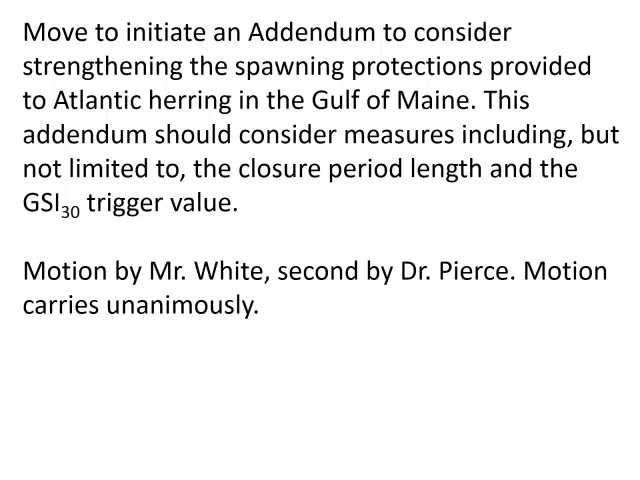 Move to initiate an Addendum to consider
strengthening the spawning protections provided
to Atlantic herring in the Gulf of Maine. This
addendum should consider measures including, but
not limited to, the closure period length and the
GSI₃₀ trigger value.
Motion by Mr. White, second by Dr. Pierce. Motion
carries unanimously.